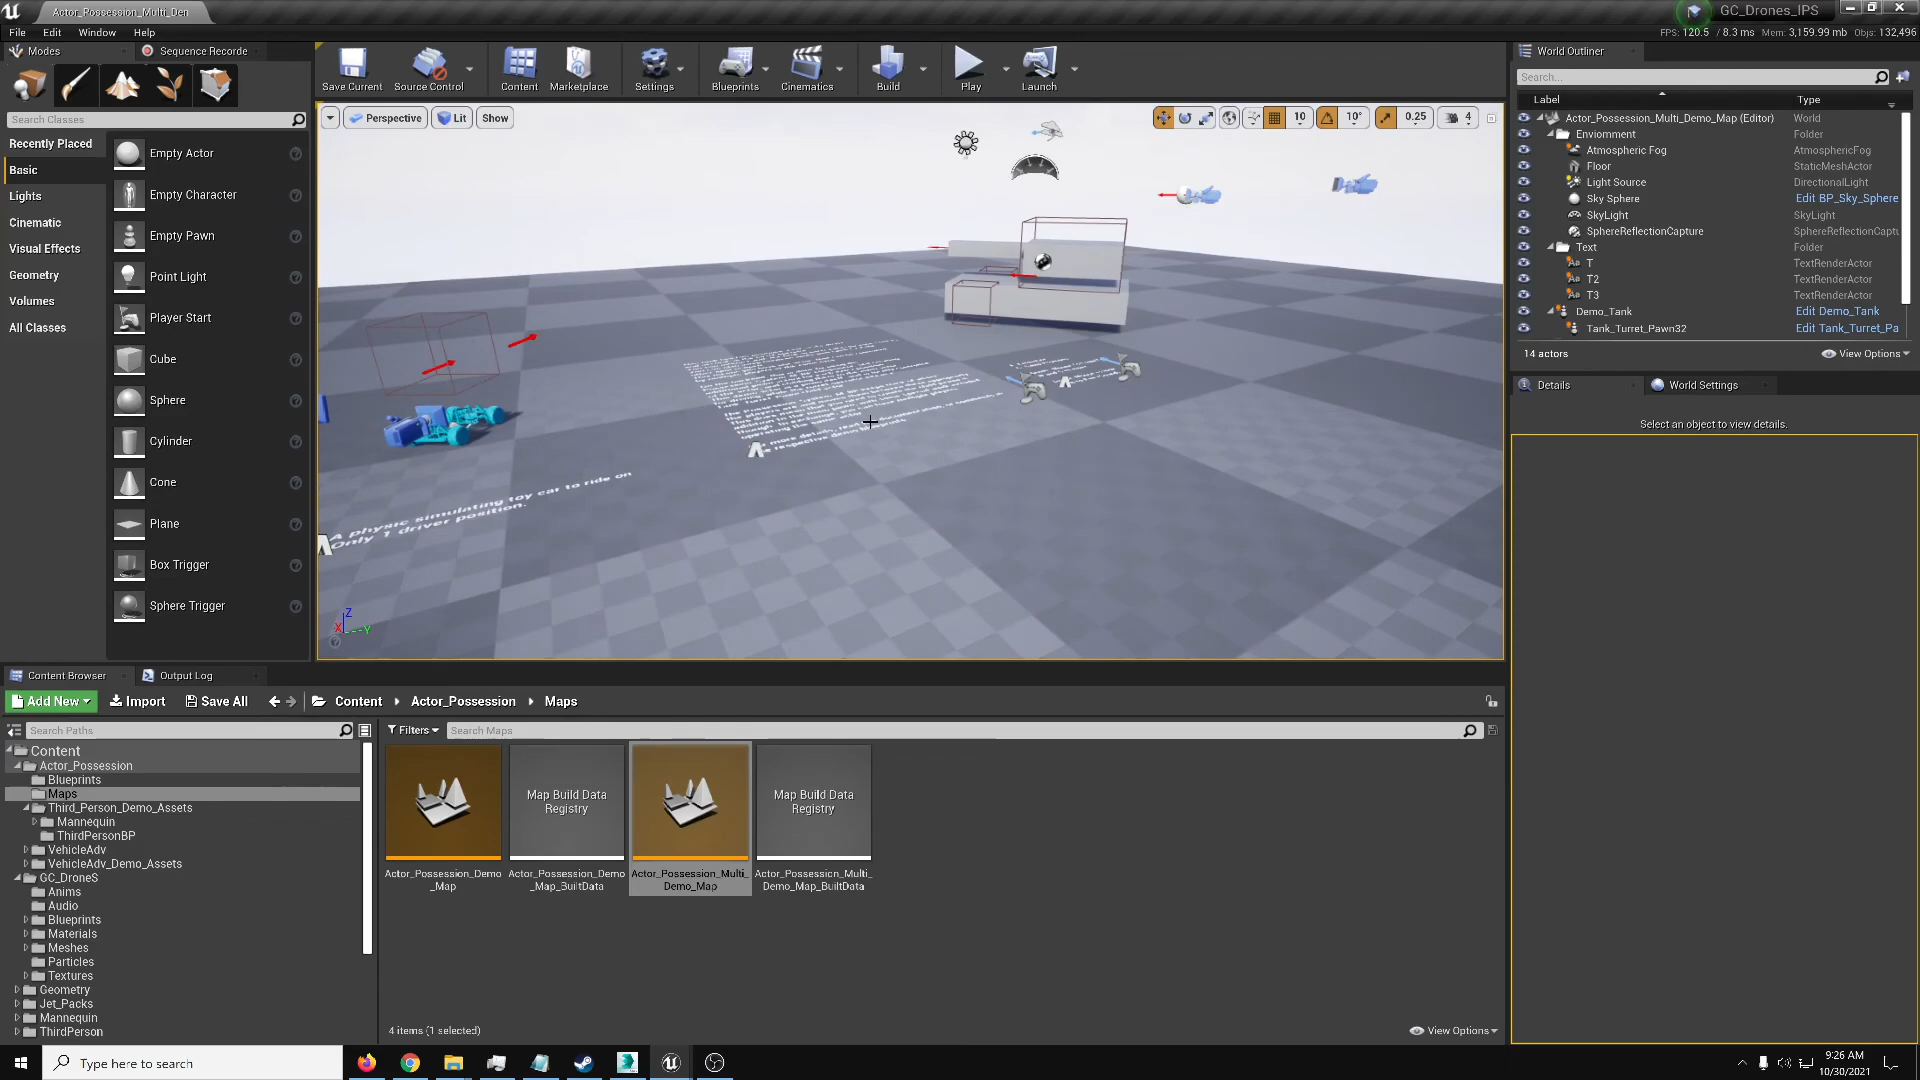 Actor_Possession_Multi_Den
GC_Drones_IPS
File Edit Window Help
FPS: 120.5 / 8.3 ms Mem: 3,159.99 mb Objs: 132,496
Modes
Sequence Recorde
Search Classes
Recently Placed
Basic
Lights
Cinematic
Visual Effects
Geometry
Volumes
All Classes
Empty Actor
Empty Character
Empty Pawn
Point Light
Player Start
Cube
Sphere
Cylinder
Cone
Plane
Box Trigger
Sphere Trigger
Save Current
Source Control
Content
Marketplace
Settings
Blueprints
Cinematics
Build
Play
Launch
Perspective
Lit
Show
10
10°
0.25
4
more details, read
respective demo
A physic simulating toy car to ride on
Only 1 driver position.
X
Y
Z
World Outliner
Search...
Label Type
Actor_Possession_Multi_Demo_Map (Editor) World
Enviornment Folder
Atmospheric Fog AtmosphericFog
Floor StaticMeshActor
Light Source DirectionalLight
Sky Sphere Edit BP_Sky_Sphere
SkyLight SkyLight
SphereReflectionCapture SphereReflectionCaptu
Text Folder
T TextRenderActor
T2 TextRenderActor
T3 TextRenderActor
Demo_Tank Edit Demo_Tank
Tank_Turret_Pawn32 Edit Tank_Turret_Pa
14 actors
View Options
Details
World Settings
Select an object to view details.
Content Browser
Output Log
Add New
Import
Save All
Content
Actor_Possession
Maps
Search Paths
Filters
Search Maps
Content
Actor_Possession
Blueprints
Maps
Third_Person_Demo_Assets
Mannequin
ThirdPersonBP
VehicleAdv
VehicleAdv_Demo_Assets
GC_DroneS
Anims
Audio
Blueprints
Materials
Meshes
Particles
Textures
Geometry
Jet_Packs
Mannequin
ThirdPerson
Actor_Possession_Demo
_Map
Map Build Data
Registry
Actor_Possession_Demo_
Map_BuiltData
Actor_Possession_Multi_
Demo_Map
Map Build Data
Registry
Actor_Possession_Multi_
Demo_Map_BuiltData
4 items (1 selected)
View Options
Type here to search
9:26 AM
10/30/2021